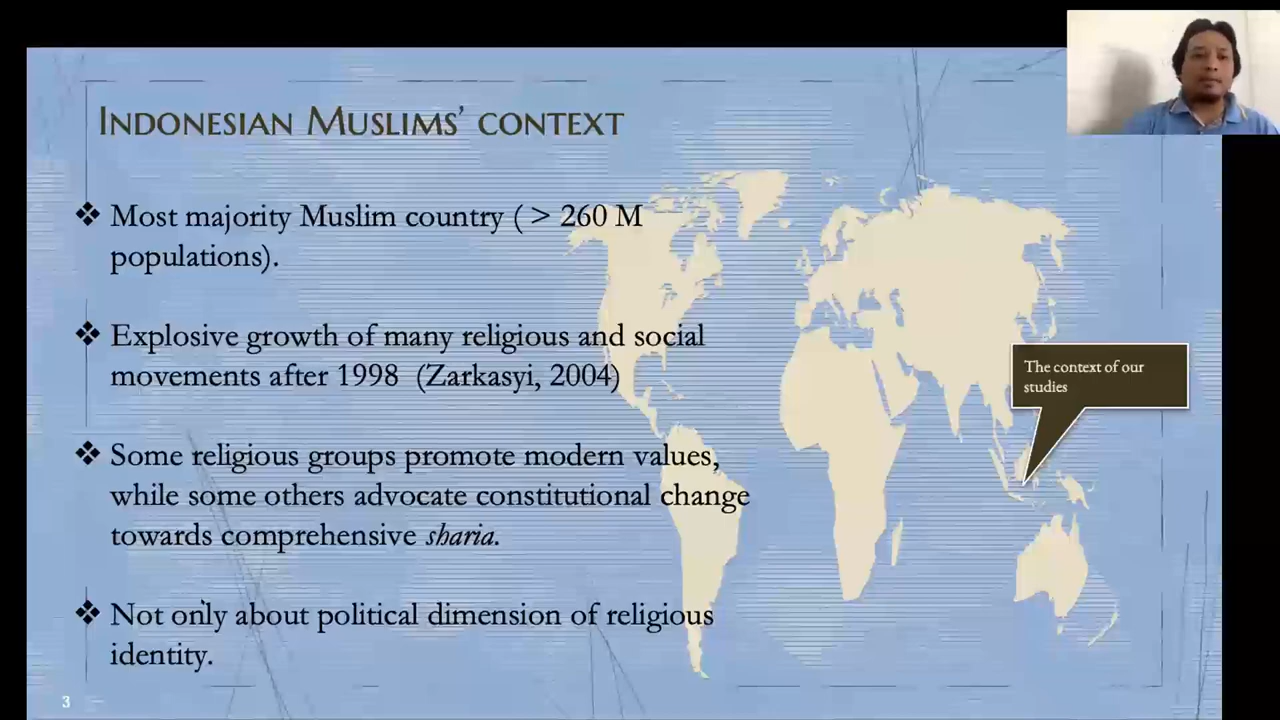 INDONESIAN MUSLIMS’ CONTEXT
❖ Most majority Muslim country ( > 260 M
populations).
❖ Explosive growth of many religious and social
movements after 1998 (Zarkasyi, 2004)
❖ Some religious groups promote modern values,
while some others advocate constitutional change
towards comprehensive sharia.
❖ Not only about political dimension of religious
identity.
The context of our
studies
3